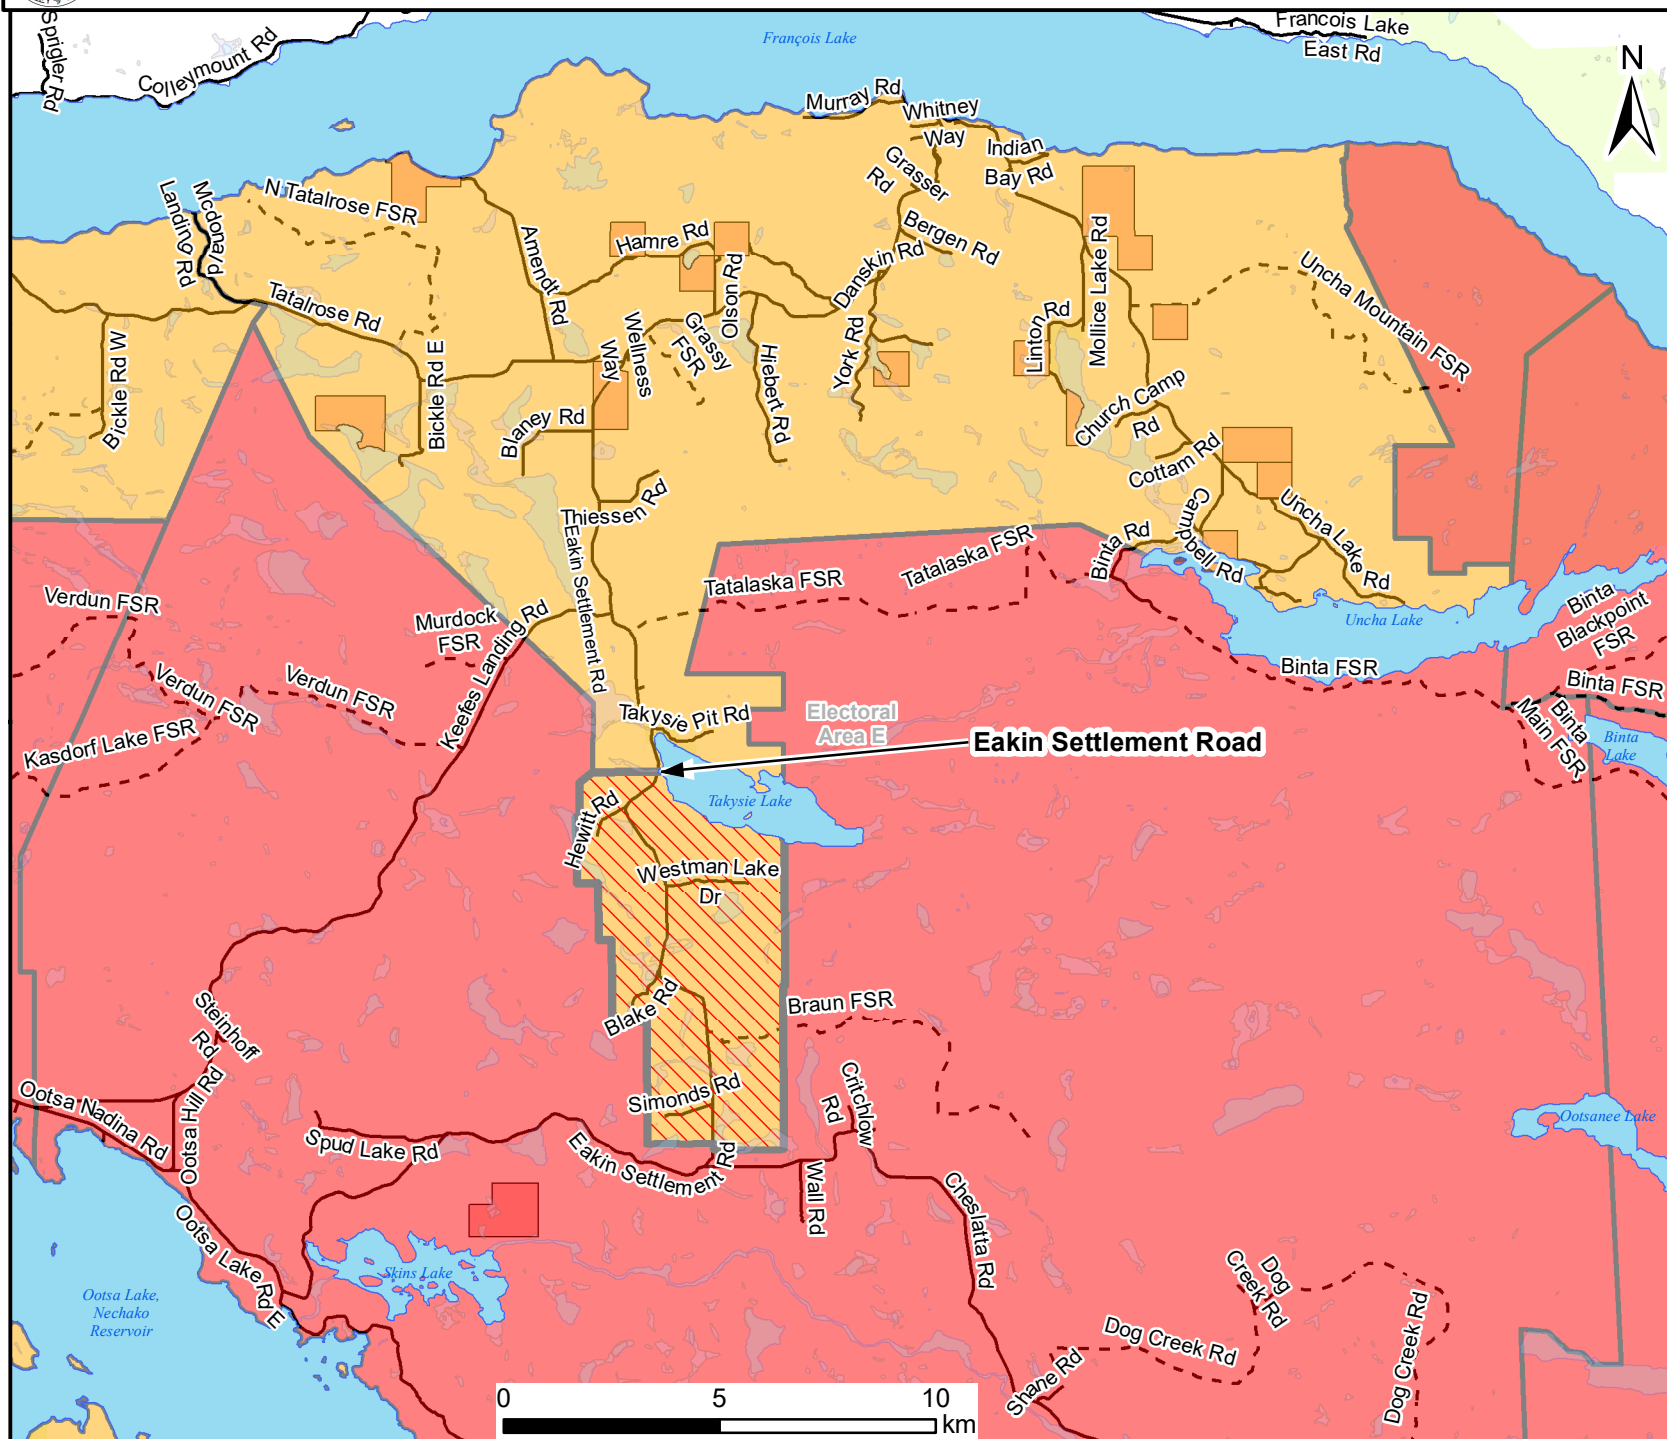 Sprigler Rd
Colleymount Rd
François Lake
Francois Lake
East Rd
N
Murray Rd
Whitney
Way
Indian
Bay Rd
Grasser
Rd
Mcdonald
Landing Rd
N Tatalrose FSR
Amendt Rd
Hamre Rd
Olson Rd
Bergen Rd
Danskin Rd
Mollice Lake Rd
Uncha Mountain FSR
Tatalrose Rd
Bickle Rd W
Bickle Rd E
Wellness
Way
Grassy
FSR
Hiebert Rd
York Rd
Linton Rd
Church Camp
Rd
Blaney Rd
Cottam Rd
Thiessen Rd
Campbell Rd
Uncha Lake Rd
Binta Rd
Eakin Settlement Rd
Tatalaska FSR
Tatalaska FSR
Verdun FSR
Murdock
FSR
Keefes Landing Rd
Uncha Lake
Binta
Blackpoint
FSR
Verdun FSR
Verdun FSR
Binta FSR
Binta FSR
Kasdorf Lake FSR
Takysie Pit Rd
Electoral
Area E
Eakin Settlement Road
Binta
Main FSR
Binta
Lake
Takysie Lake
Hewitt Rd
Westman Lake
Dr
Steinhoff
Rd
Blake Rd
Braun FSR
Ootsa Nadina Rd
Ootsa Hill Rd
Simonds Rd
Critchlow
Rd
Ootsanee Lake
Spud Lake Rd
Eakin Settlement Rd
Wall Rd
Cheslatta Rd
Ootsa Lake Rd E
Skins Lake
Ootsa Lake,
Nechako
Reservoir
Dog
Creek Rd
Dog Creek Rd
Dog Creek Rd
Shane Rd
0 5 10
km